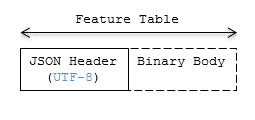 Feature Table
JSON Header
(UTF-8)
Binary Body